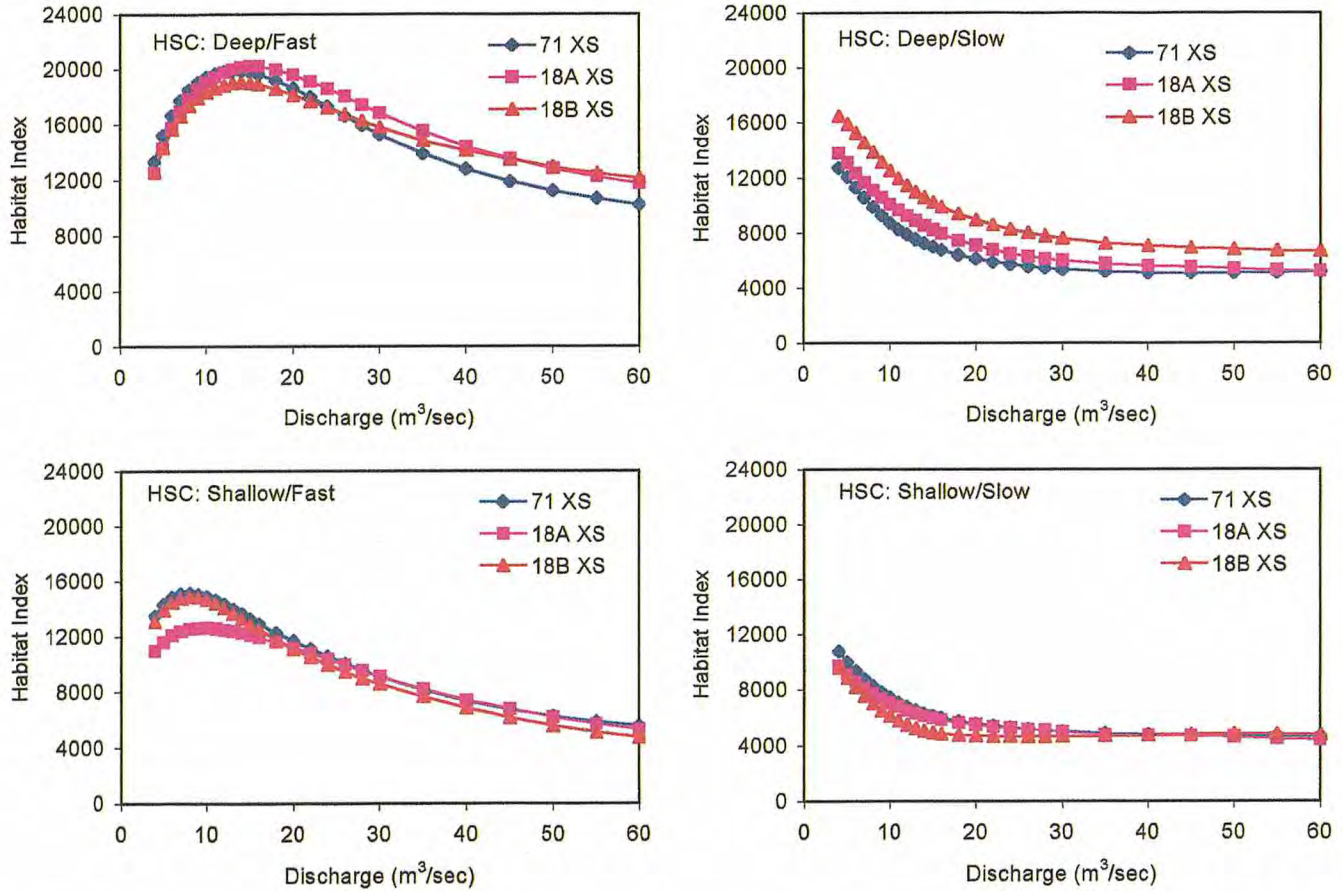 HSC: Deep/Fast
71 XS
18A XS
18B XS
24000
20000
16000
12000
8000
4000
0
Habitat Index
0 10 20 30 40 50 60
Discharge (m³/sec)
HSC: Deep/Slow
71 XS
18A XS
18B XS
24000
20000
16000
12000
8000
4000
0
Habitat Index
0 10 20 30 40 50 60
Discharge (m³/sec)
HSC: Shallow/Fast
71 XS
18A XS
18B XS
24000
20000
16000
12000
8000
4000
0
Habitat Index
0 10 20 30 40 50 60
Discharge (m³/sec)
HSC: Shallow/Slow
71 XS
18A XS
18B XS
24000
20000
16000
12000
8000
4000
0
Habitat Index
0 10 20 30 40 50 60
Discharge (m³/sec)